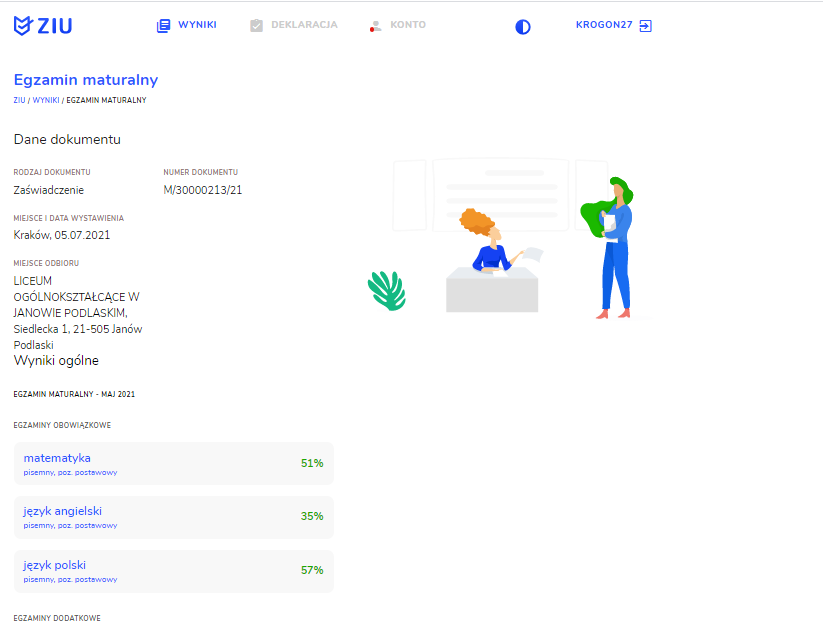 ZIU
WYNIKI
DEKLARACJA
KONTO
KROGON27
Egzamin maturalny
ZIU / WYNIKI / EGZAMIN MATURALNY
Dane dokumentu
RODZAJ DOKUMENTU
Zaświadczenie
NUMER DOKUMENTU
M/30000213/21
MIEJSCE I DATA WYSTAWIENIA
Kraków, 05.07.2021
MIEJSCE ODBIORU
LICEUM
OGÓLNOKSZTAŁCĄCE W
JANOWIE PODLASKIM,
Siedlecka 1, 21-505 Janów
Podlaski
Wyniki ogólne
EGZAMIN MATURALNY - MAJ 2021
EGZAMINY OBOWIĄZKOWE
matematyka
pisemny, poz. postawowy
51%
język angielski
pisemny, poz. postawowy
35%
język polski
pisemny, poz. postawowy
57%
EGZAMINY DODATKOWE